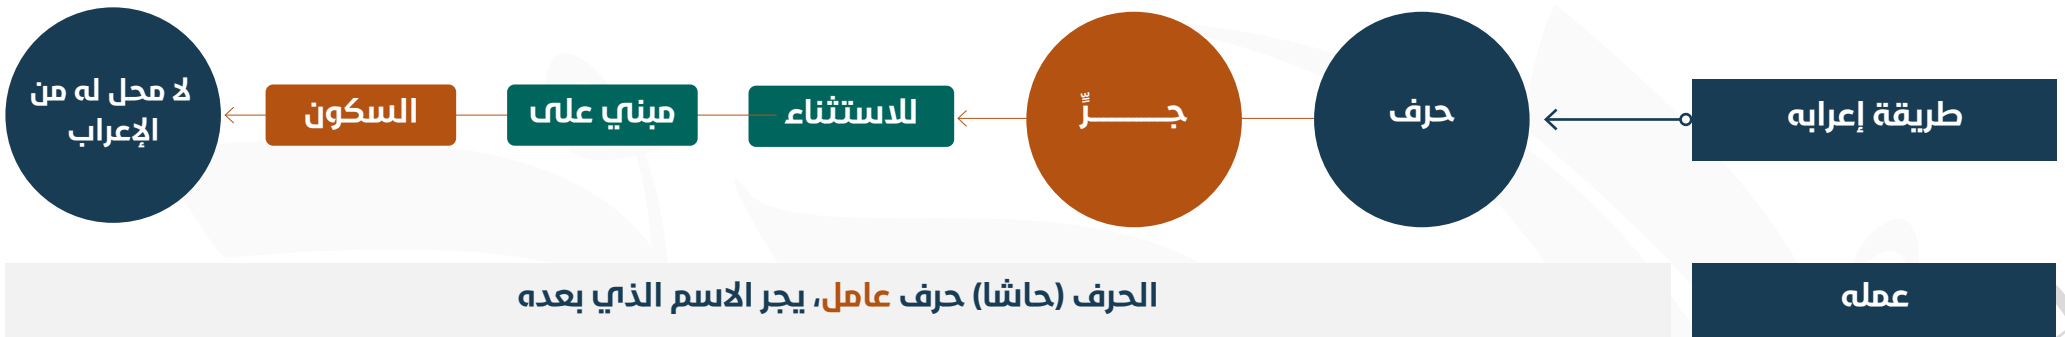 طريقة إعرابه
حرف
جــــــرٍّ
للاستثناء
مبني على
السكون
لا محل له من
الإعراب
عمله
الحرف (حاشا) حرف عامل، يجر الاسم الذي بعده